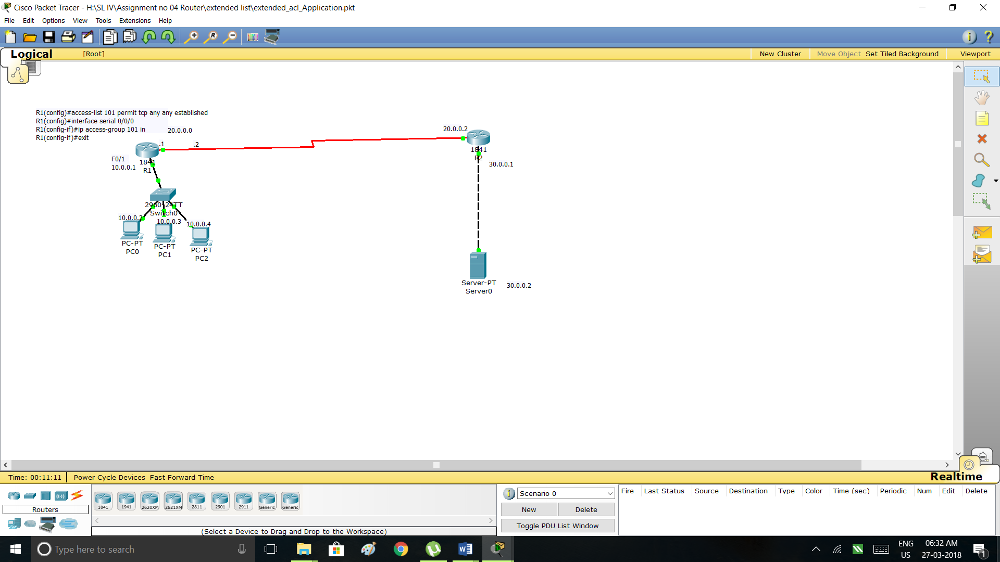 Cisco Packet Tracer - H:\SL IV\Assignment no 04 Router\extended list\extended_acl_Application.pkt
File Edit Options View Tools Extensions Help
Logical [Root] New Cluster Move Object Set Tiled Background Viewport
R1(config)#access-list 101 permit tcp any any established
R1(config)#interface serial 0/0/0
R1(config-if)#ip access-group 101 in
R1(config-if)#exit
20.0.0.0
.1
.2
20.0.0.2
1841
R2
30.0.0.1
F0/1
10.0.0.1
1841
R1
2960-24TT
Switch0
10.0.0.2
10.0.0.3
10.0.0.4
PC-PT
PC0
PC-PT
PC1
PC-PT
PC2
Server-PT
Server0
30.0.0.2
Time: 00:11:11 Power Cycle Devices Fast Forward Time
Realtime
Routers
1841 1941 2620XM 2621XM 2811 2901 2911 Generic Generic
(Select a Device to Drag and Drop to the Workspace)
Scenario 0
New Delete
Toggle PDU List Window
Fire Last Status Source Destination Type Color Time (sec) Periodic Num Edit Delete
Type here to search
ENG
US
06:32 AM
27-03-2018
1